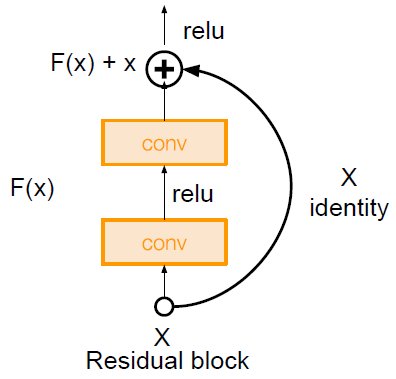 relu
F(x) + x
conv
F(x)
relu
X
identity
conv
X
Residual block